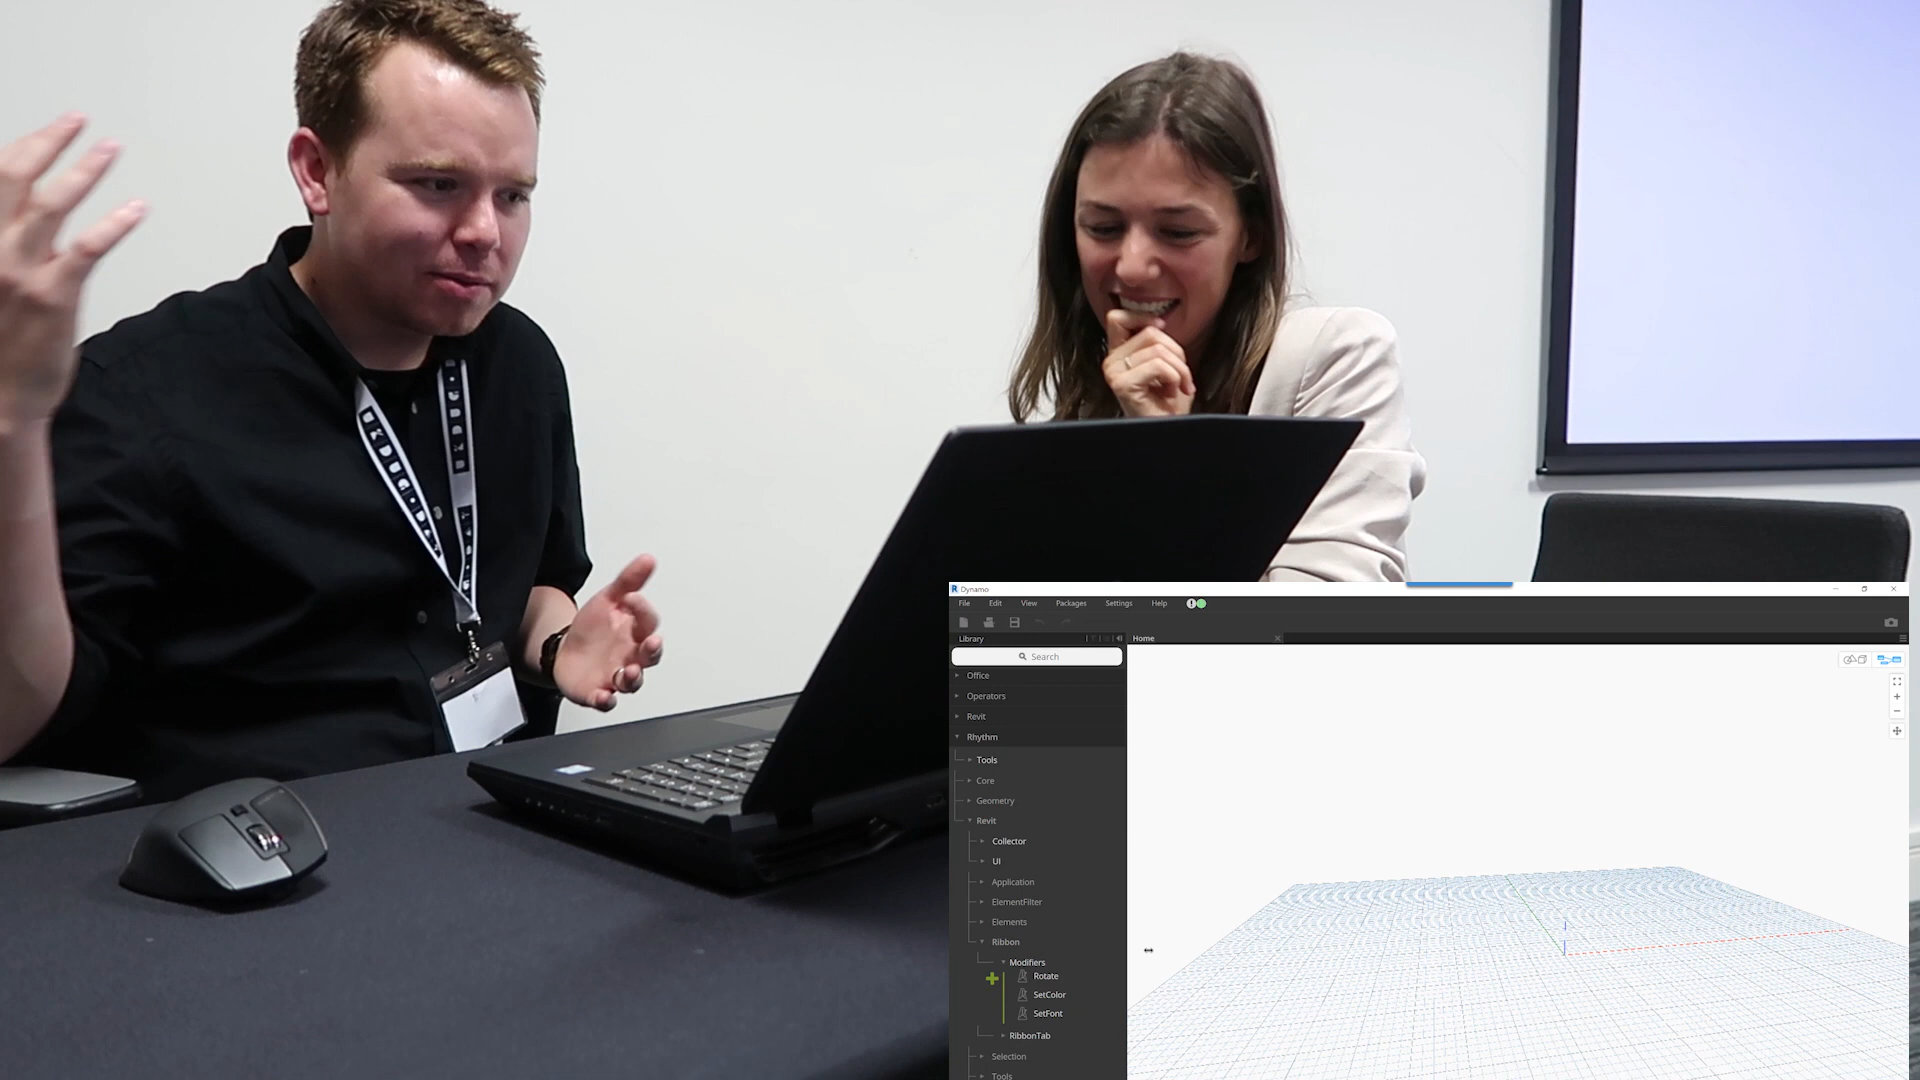 Dynamo
File Edit View Packages Settings Help
Library
Home
Search
Office
Operators
Revit
Rhythm
Tools
Core
Geometry
Revit
Collector
UI
Application
ElementFilter
Elements
Ribbon
Modifiers
Rotate
SetColor
SetFont
RibbonTab
Selection
Tools